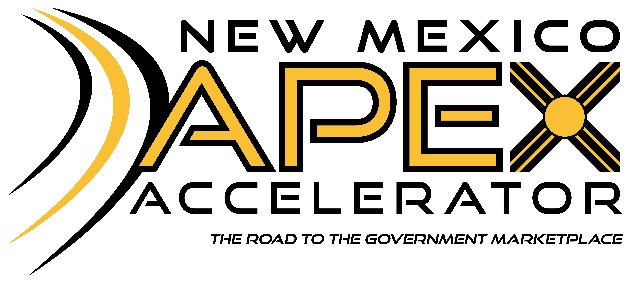 NEW MEXICO
APEX
ACCELERATOR
THE ROAD TO THE GOVERNMENT MARKETPLACE